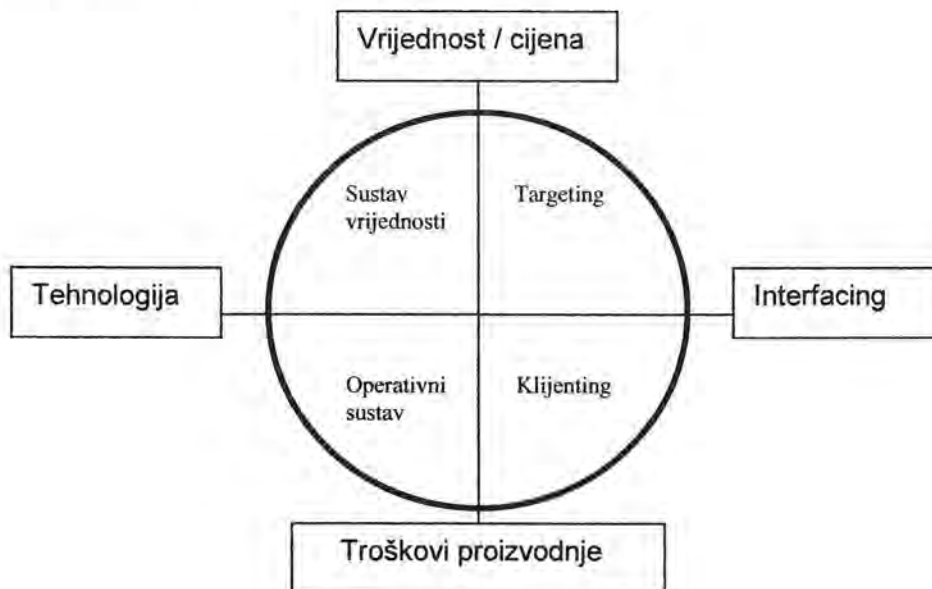 Vrijednost / cijena
Sustav
vrijednosti
Targeting
Tehnologija
Interfacing
Operativni
sustav
Klijenting
Troškovi proizvodnje